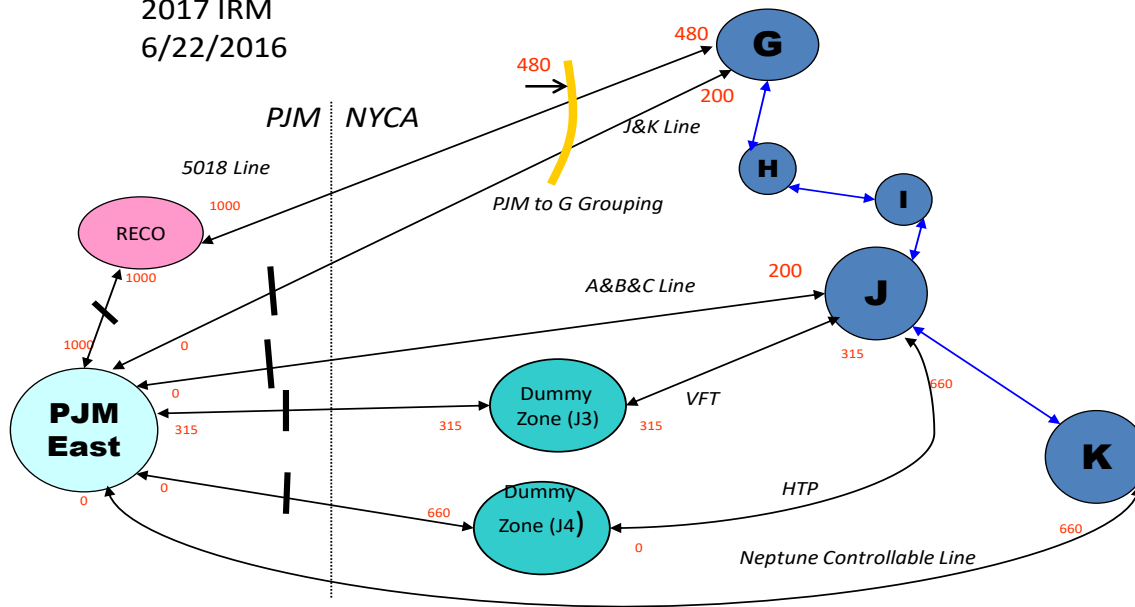 2017 IRM
6/22/2016
G
480
480
200
PJM
NYCA
J&K Line
5018 Line
H
I
PJM to G Grouping
1000
RECO
1000
200
A&B&C Line
J
1000
0
315
0
660
PJM
East
315
315
Dummy
Zone (J3)
315
VFT
K
0
0
660
Dummy
Zone (J4)
0
HTP
660
Neptune Controllable Line